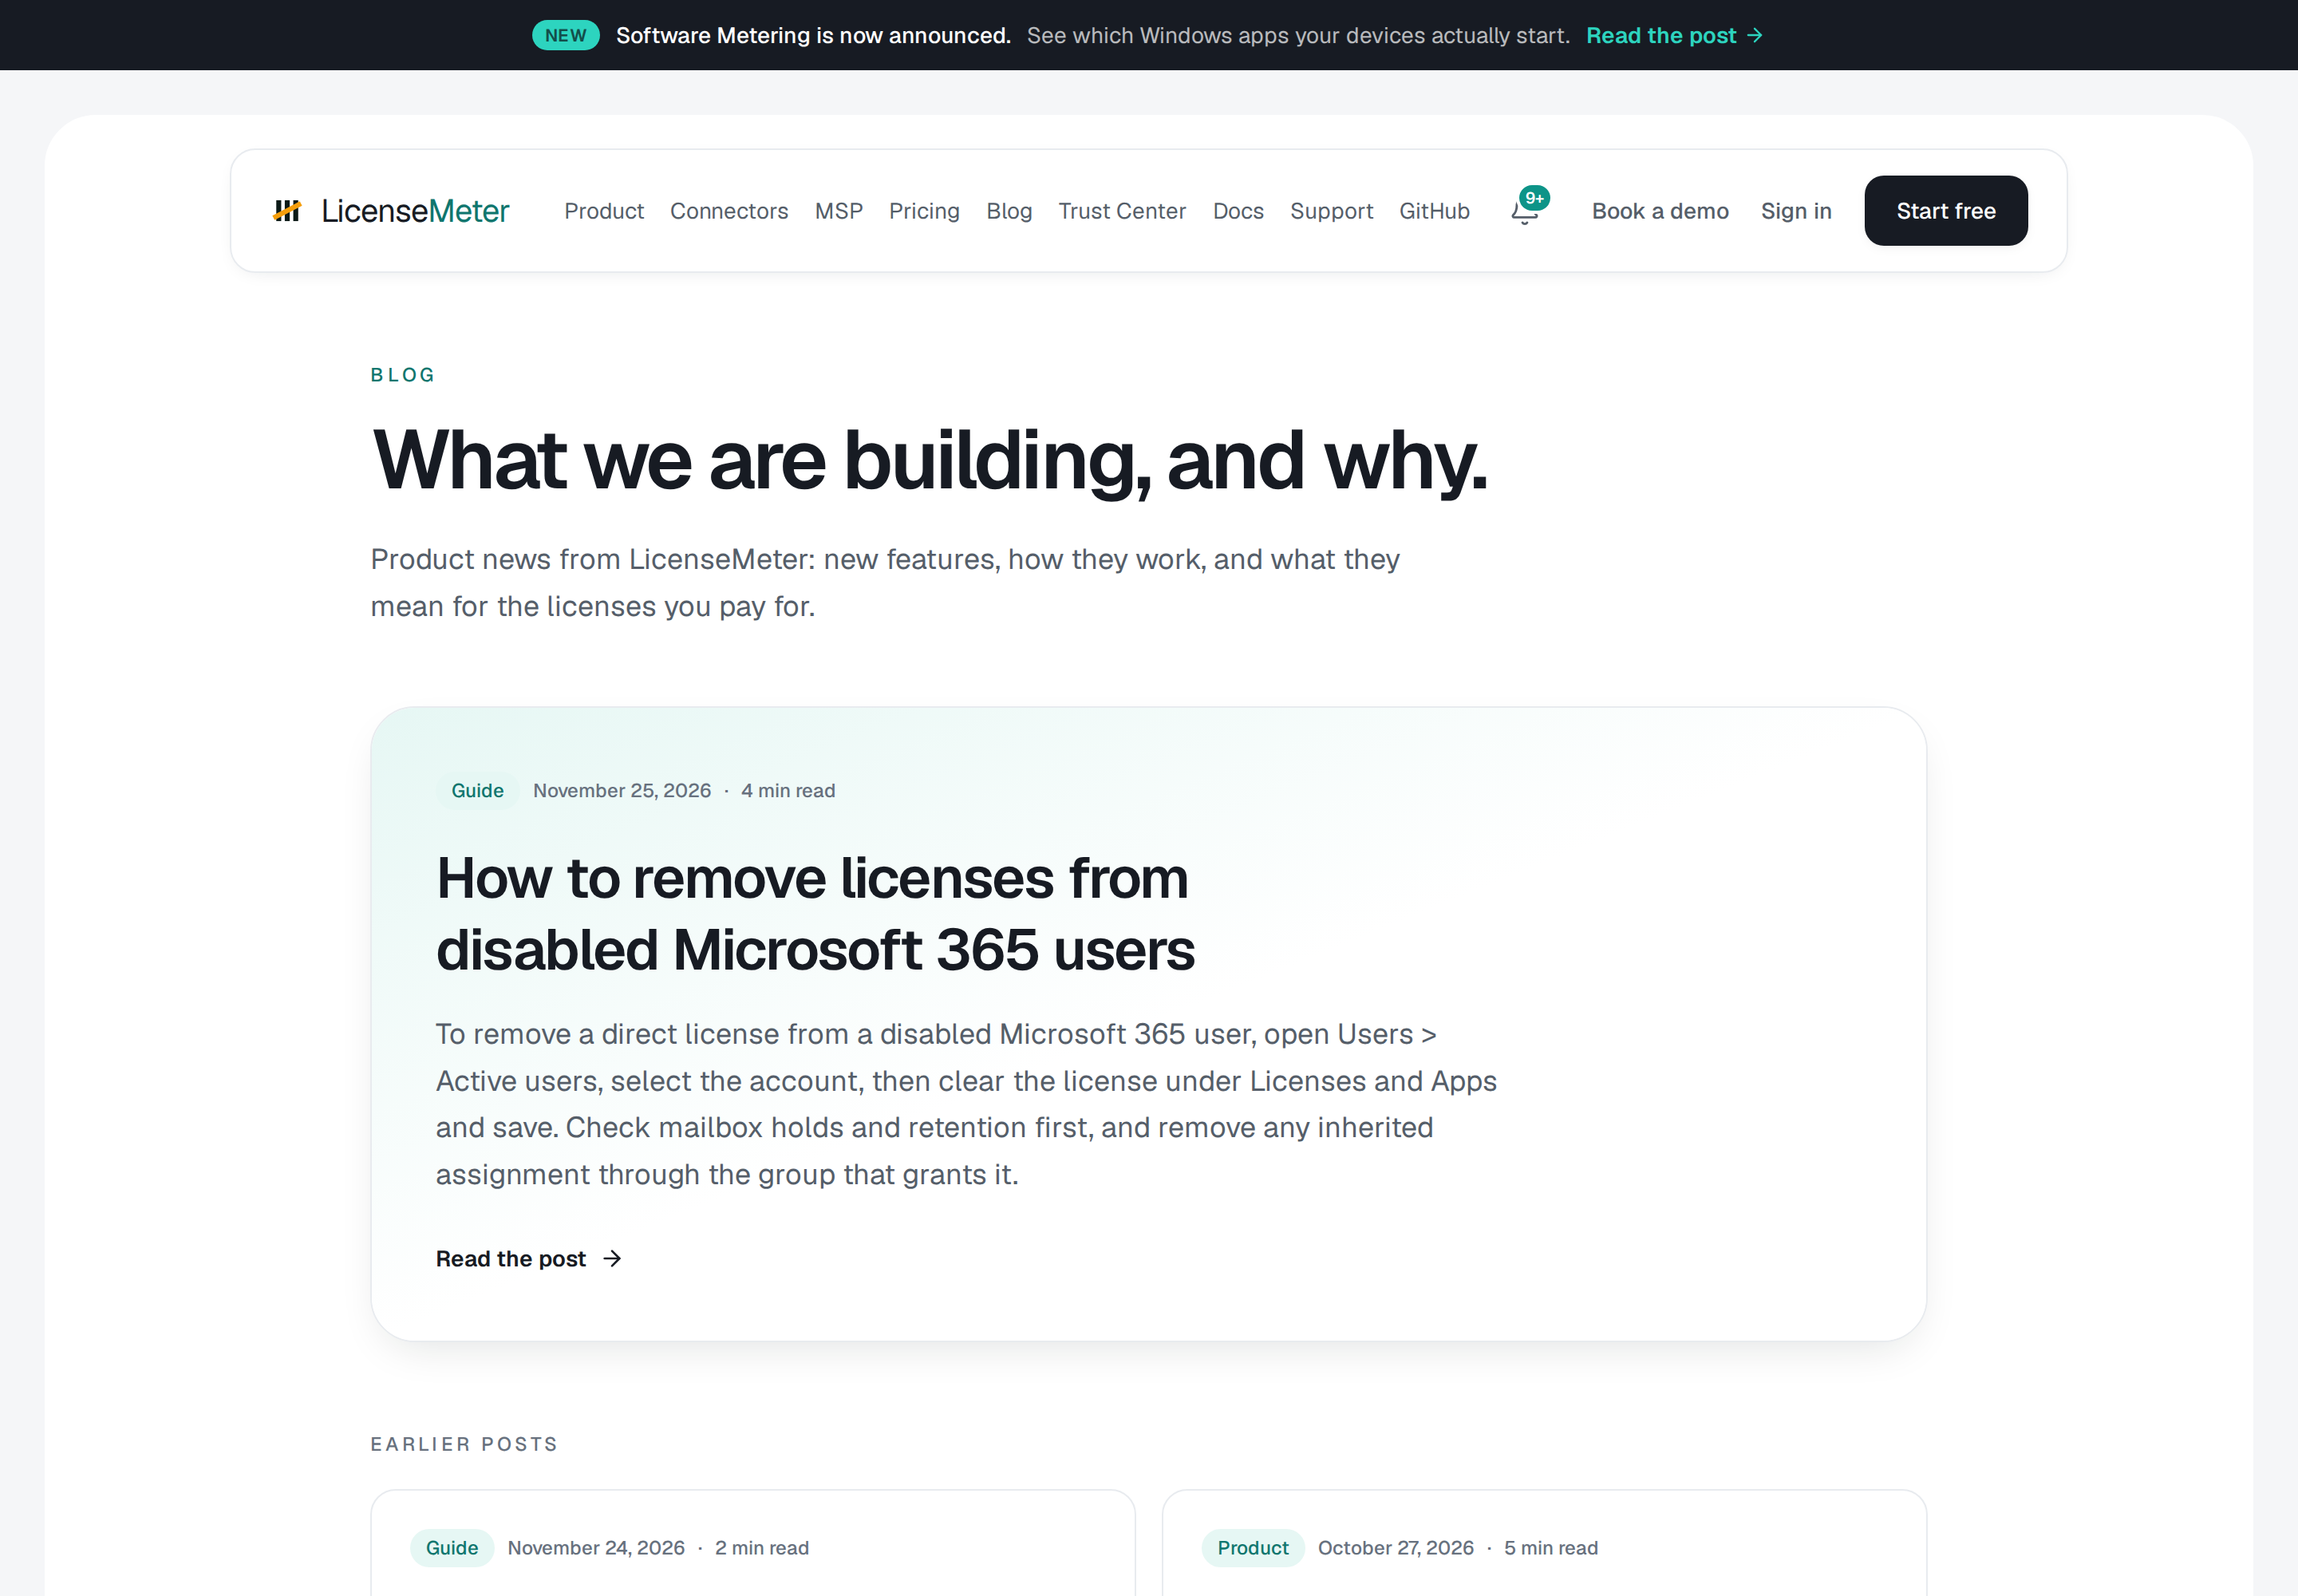 NEW Software Metering is now announced. See which Windows apps your devices actually start. Read the post →
LicenseMeter Product Connectors MSP Pricing Blog Trust Center Docs Support GitHub 9+ Book a demo Sign in Start free
BLOG
What we are building, and why.
Product news from LicenseMeter: new features, how they work, and what they
mean for the licenses you pay for.
Guide November 25, 2026 · 4 min read
How to remove licenses from
disabled Microsoft 365 users
To remove a direct license from a disabled Microsoft 365 user, open Users >
Active users, select the account, then clear the license under Licenses and Apps
and save. Check mailbox holds and retention first, and remove any inherited
assignment through the group that grants it.
Read the post →
EARLIER POSTS
Guide November 24, 2026 · 2 min read
Product October 27, 2026 · 5 min read